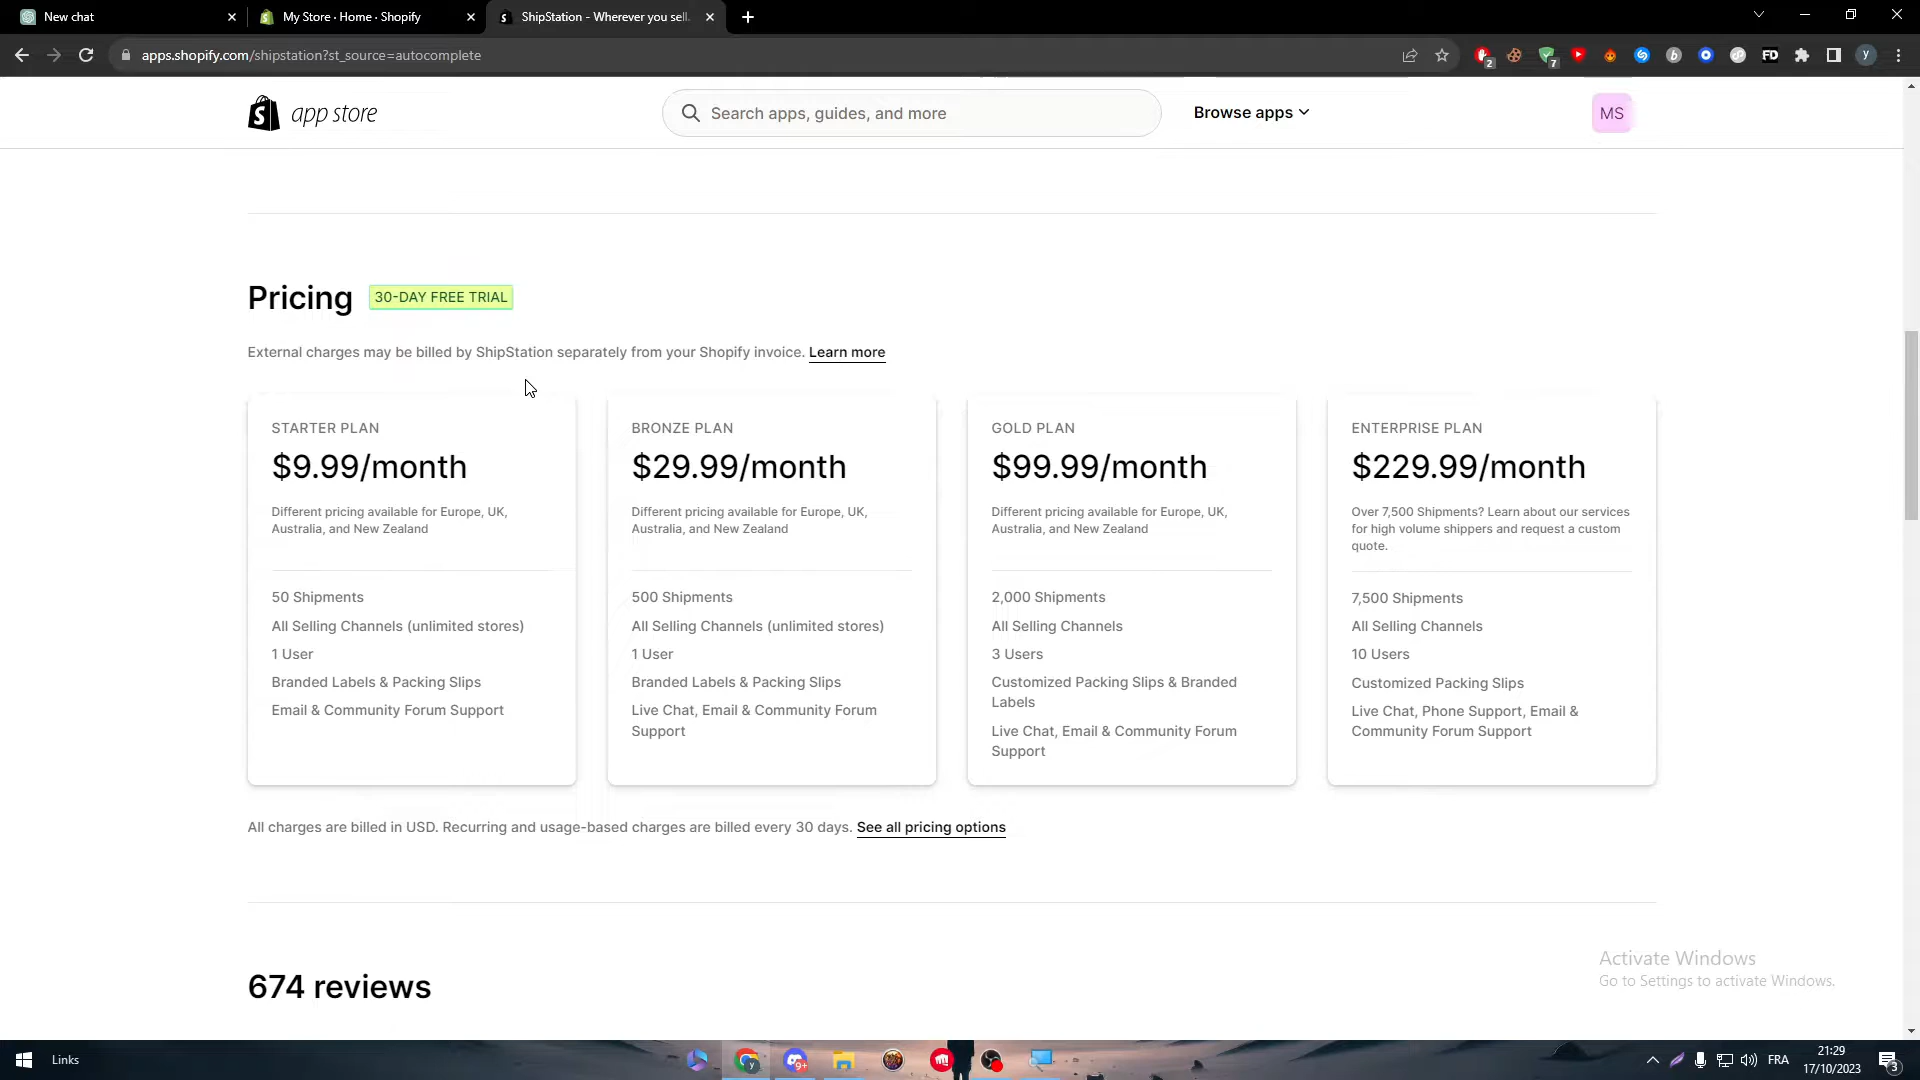 New chat
My Store · Home · Shopify
ShipStation - Wherever you sell.
apps.shopify.com/shipstation?st_source=autocomplete
2
7
b
FD
y
app store
Search apps, guides, and more
Browse apps
MS
Pricing
30-DAY FREE TRIAL
External charges may be billed by ShipStation separately from your Shopify invoice. Learn more
STARTER PLAN
$9.99/month
Different pricing available for Europe, UK,
Australia, and New Zealand
50 Shipments
All Selling Channels (unlimited stores)
1 User
Branded Labels & Packing Slips
Email & Community Forum Support
BRONZE PLAN
$29.99/month
Different pricing available for Europe, UK,
Australia, and New Zealand
500 Shipments
All Selling Channels (unlimited stores)
1 User
Branded Labels & Packing Slips
Live Chat, Email & Community Forum
Support
GOLD PLAN
$99.99/month
Different pricing available for Europe, UK,
Australia, and New Zealand
2,000 Shipments
All Selling Channels
3 Users
Customized Packing Slips & Branded
Labels
Live Chat, Email & Community Forum
Support
ENTERPRISE PLAN
$229.99/month
Over 7,500 Shipments? Learn about our services
for high volume shippers and request a custom
quote.
7,500 Shipments
All Selling Channels
10 Users
Customized Packing Slips
Live Chat, Phone Support, Email &
Community Forum Support
All charges are billed in USD. Recurring and usage-based charges are billed every 30 days. See all pricing options
674 reviews
Activate Windows
Go to Settings to activate Windows.
Links
9+
FRA
21:29
17/10/2023
3